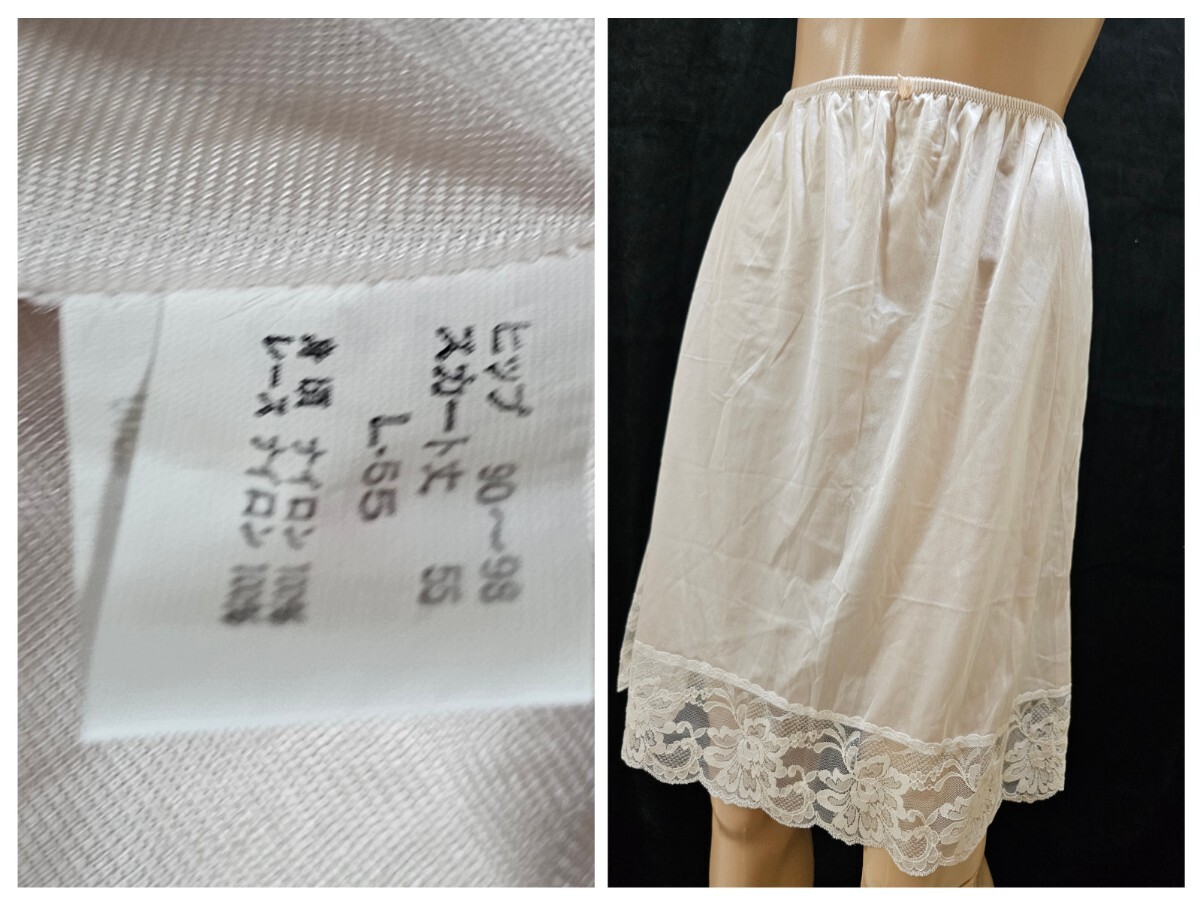 ヒップ 90〜98
スカート丈 55
L-55
身頃 ナイロン 100%
レース ナイロン 100%